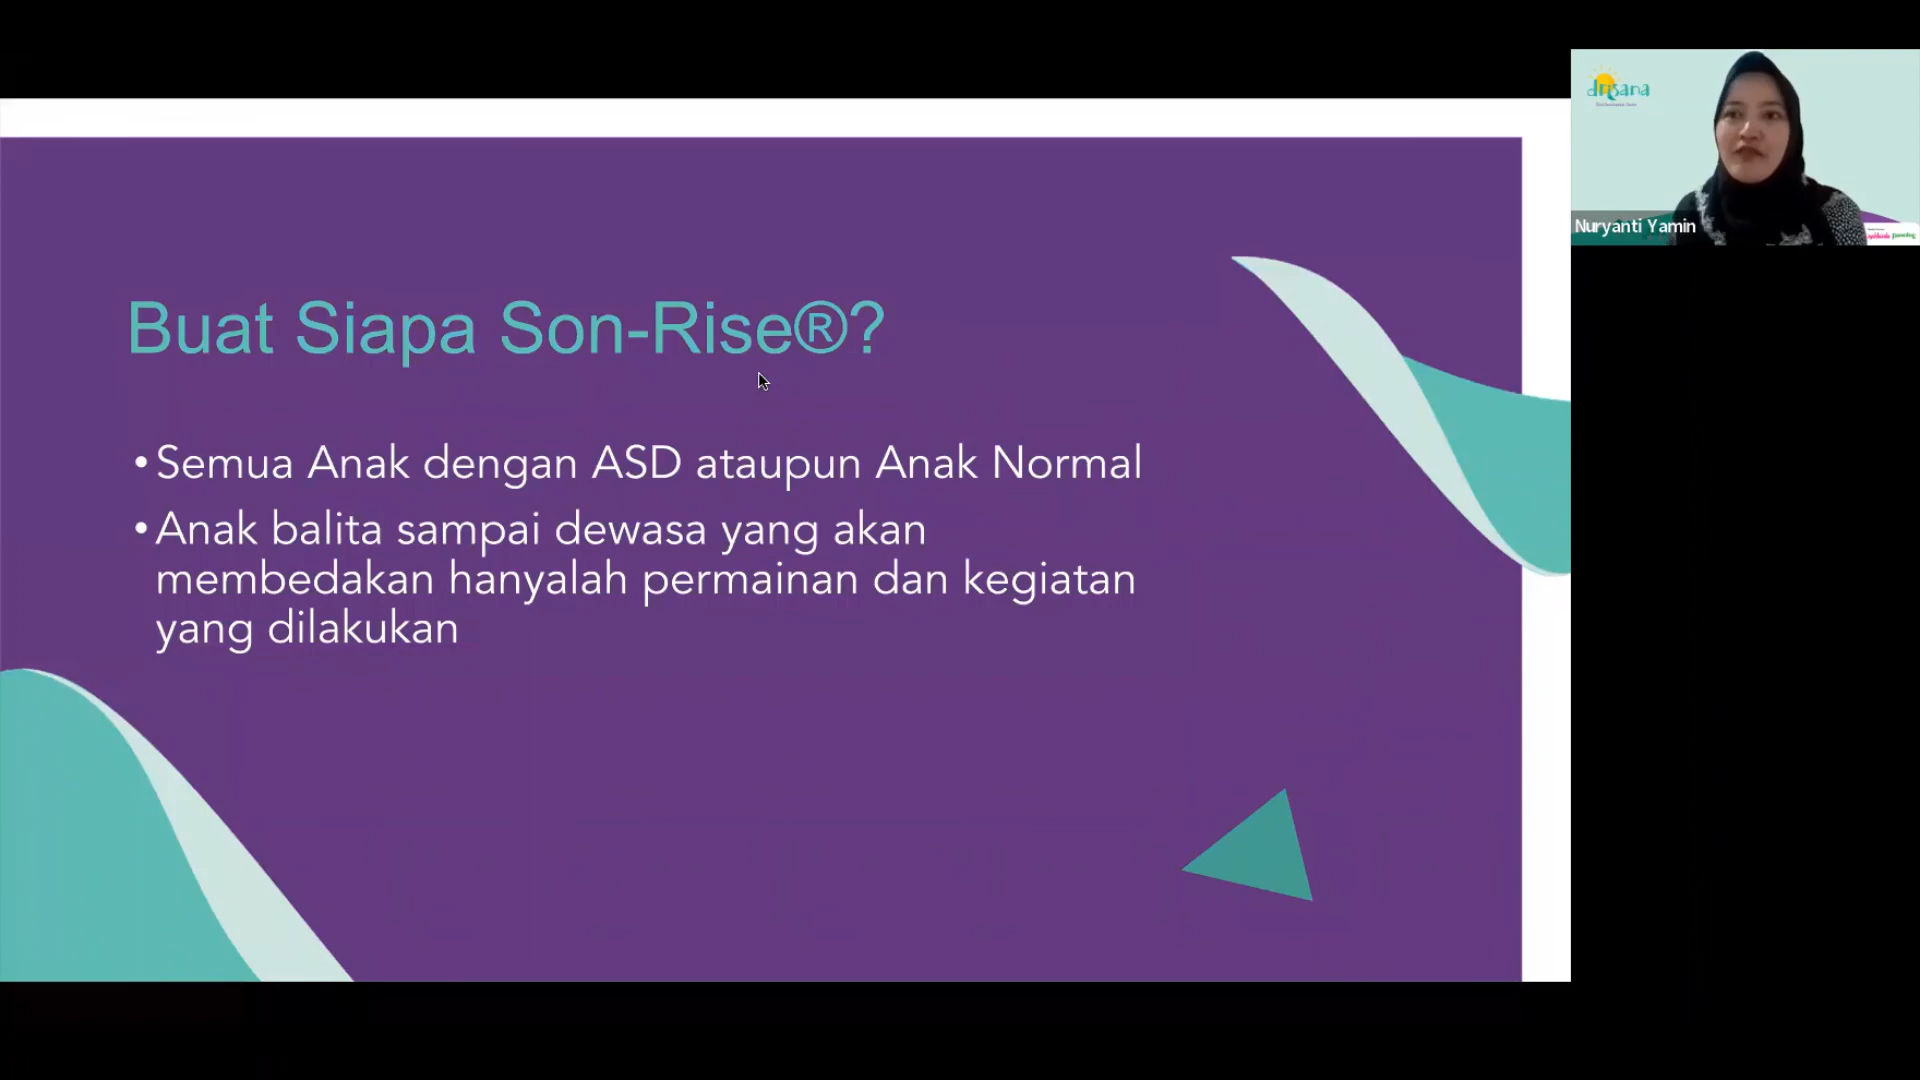 Buat Siapa Son-Rise®?
•Semua Anak dengan ASD ataupun Anak Normal
•Anak balita sampai dewasa yang akan
membedakan hanyalah permainan dan kegiatan
yang dilakukan
drisana
Nuryanti Yamin